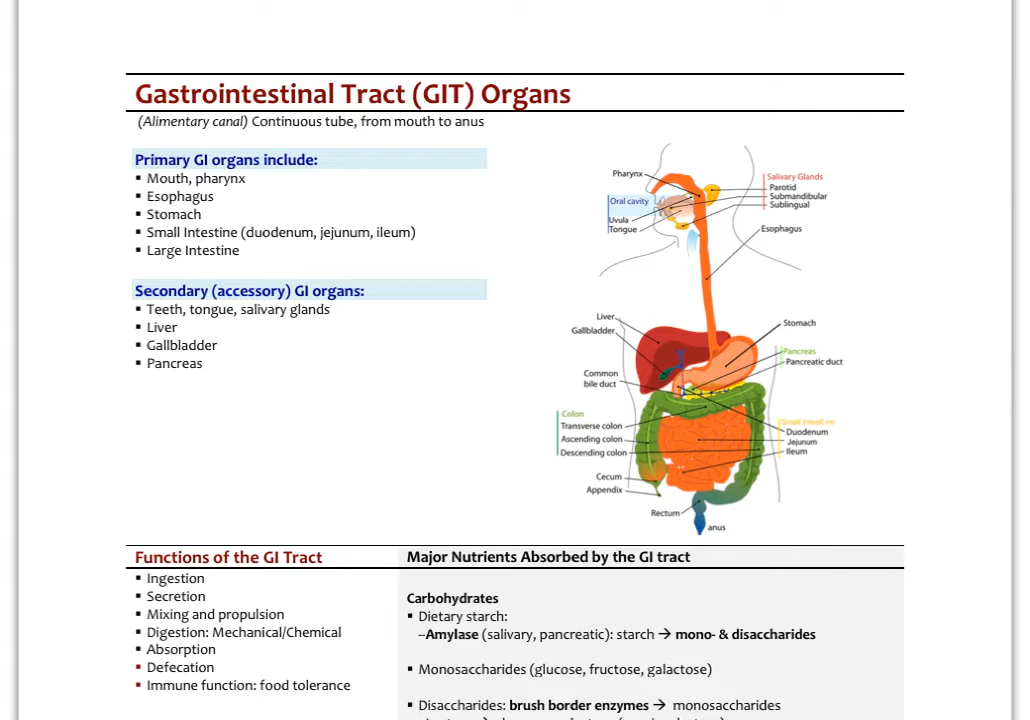 Gastrointestinal Tract (GIT) Organs
(Alimentary canal) Continuous tube, from mouth to anus
Primary GI organs include:
▪ Mouth, pharynx
▪ Esophagus
▪ Stomach
▪ Small Intestine (duodenum, jejunum, ileum)
▪ Large Intestine
Secondary (accessory) GI organs:
▪ Teeth, tongue, salivary glands
▪ Liver
▪ Gallbladder
▪ Pancreas
Pharynx
Oral cavity
Uvula
Tongue
Salivary Glands
Parotid
Submandibular
Sublingual
Esophagus
Liver
Gallbladder
Common
bile duct
Stomach
Pancreas
Pancreatic duct
Colon
Transverse colon
Ascending colon
Descending colon
Small Intestine
Duodenum
Jejunum
Ileum
Cecum
Appendix
Rectum
anus
Functions of the GI Tract
▪ Ingestion
▪ Secretion
▪ Mixing and propulsion
▪ Digestion: Mechanical/Chemical
▪ Absorption
▪ Defecation
▪ Immune function: food tolerance
Major Nutrients Absorbed by the GI tract
Carbohydrates
▪ Dietary starch:
–Amylase (salivary, pancreatic): starch → mono- & disaccharides
▪ Monosaccharides (glucose, fructose, galactose)
▪ Disaccharides: brush border enzymes → monosaccharides